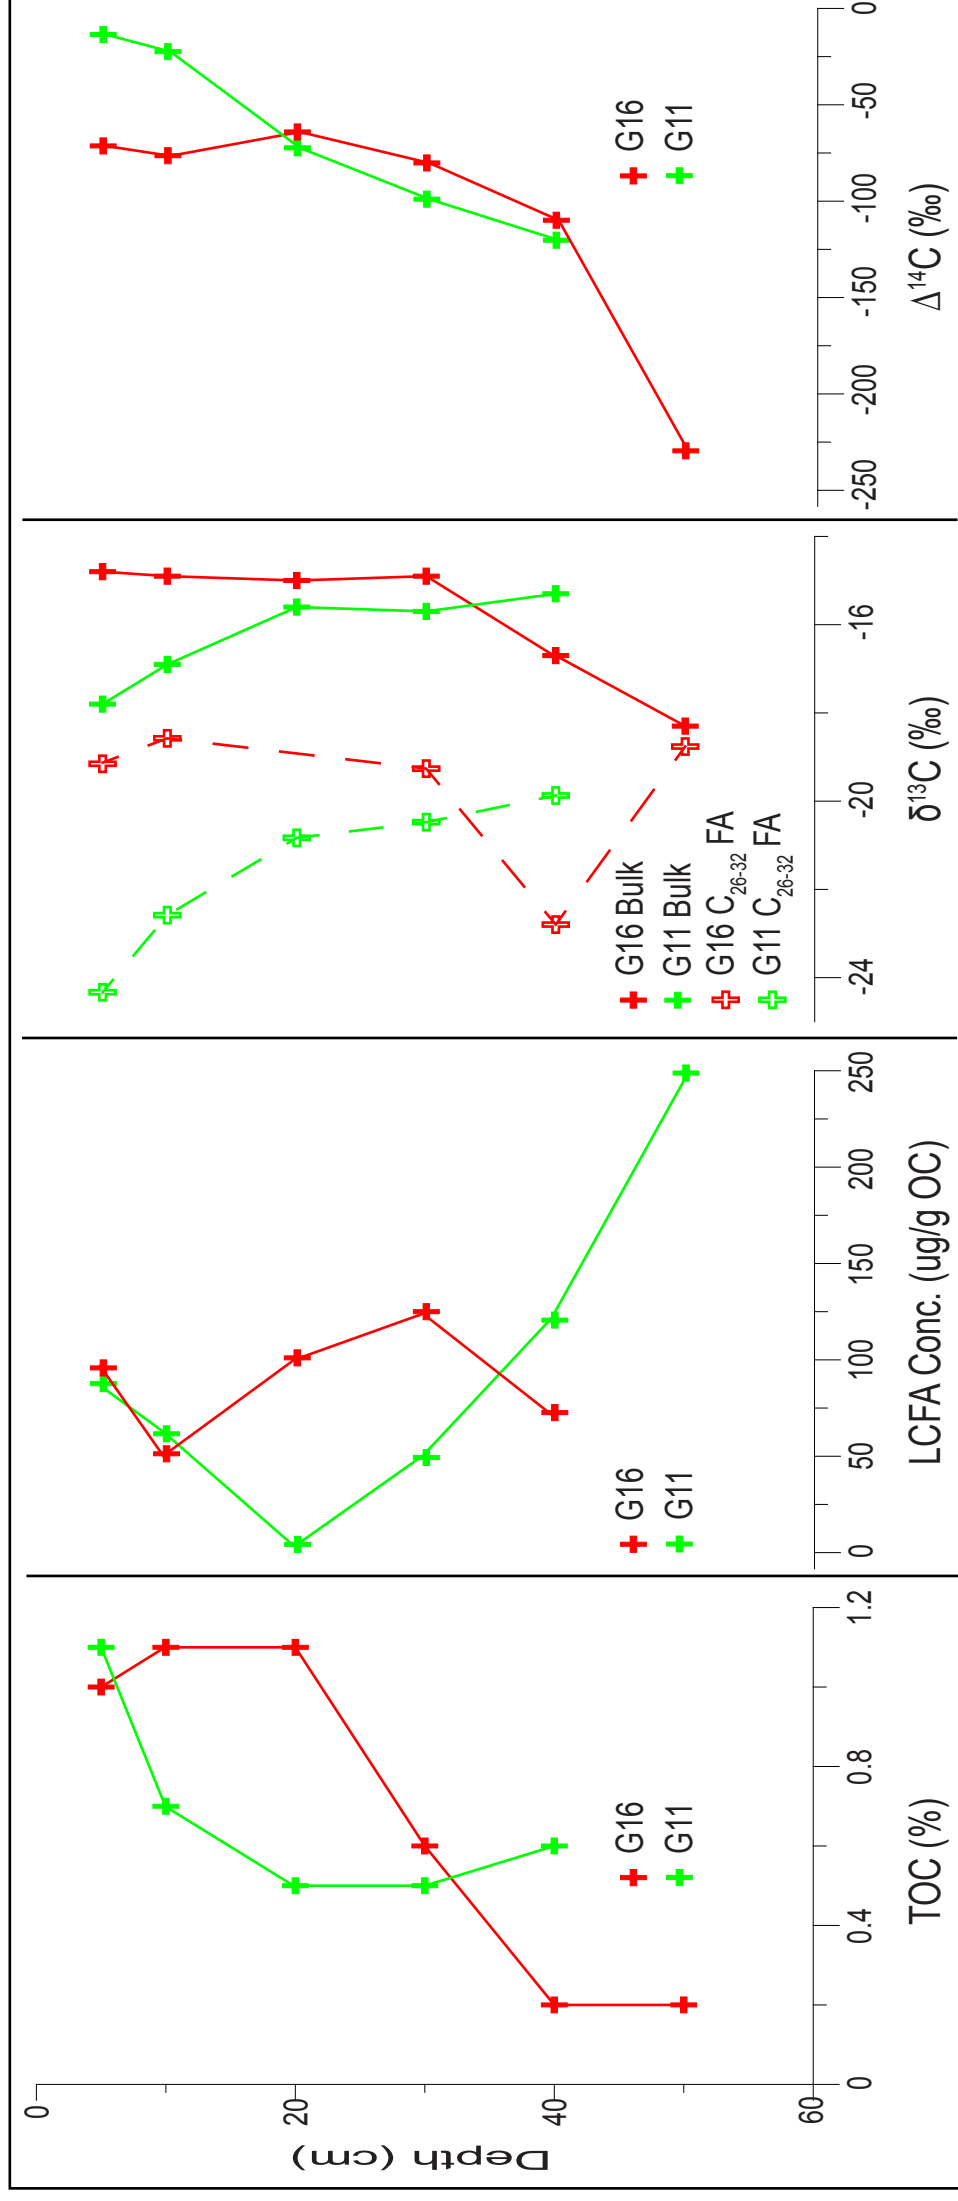 0
20
40
60
Depth (cm)
0
0.4
0.8
1.2
TOC (%)
G16
G11
0
50
100
150
200
250
LCFA Conc. (ug/g OC)
G16
G11
-24
-20
-16
δ¹³C (‰)
G16 Bulk
G11 Bulk
G16 C₂₆₋₃₂ FA
G11 C₂₆₋₃₂ FA
-250
-200
-150
-100
-50
0
Δ¹⁴C (‰)
G16
G11